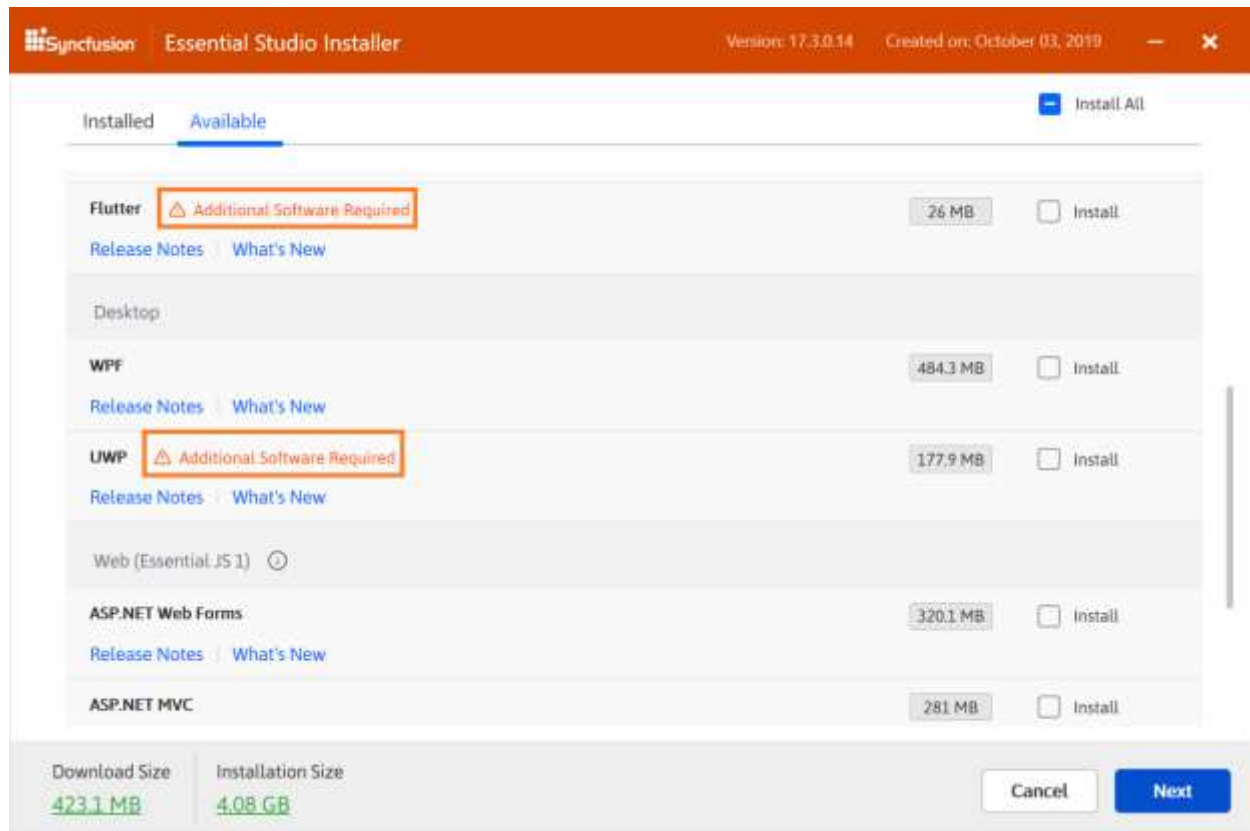 Syncfusion Essential Studio Installer Version: 17.3.0.14 Created on: October 03, 2019
Installed Available Install All
Flutter Additional Software Required 26 MB Install
Release Notes What's New
Desktop
WPF 484.3 MB Install
Release Notes What's New
UWP Additional Software Required 177.9 MB Install
Release Notes What's New
Web (Essential JS 1)
ASP.NET Web Forms 320.1 MB Install
Release Notes What's New
ASP.NET MVC 281 MB Install
Download Size Installation Size
423.1 MB 4.08 GB
Cancel Next